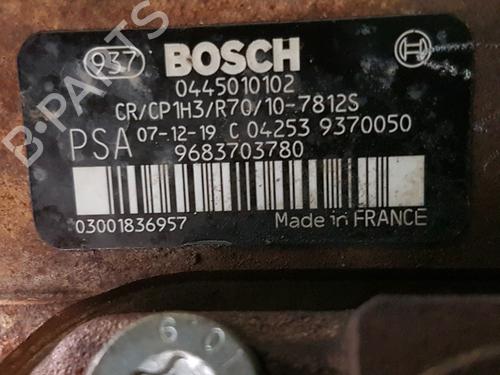 937 BOSCH
0445010102
CR/CP1H3/R70/10-7812S
PSA 07-12-19 C 04253 9370050
9683703780
03001836957 Made in FRANCE
B-PARTS
09